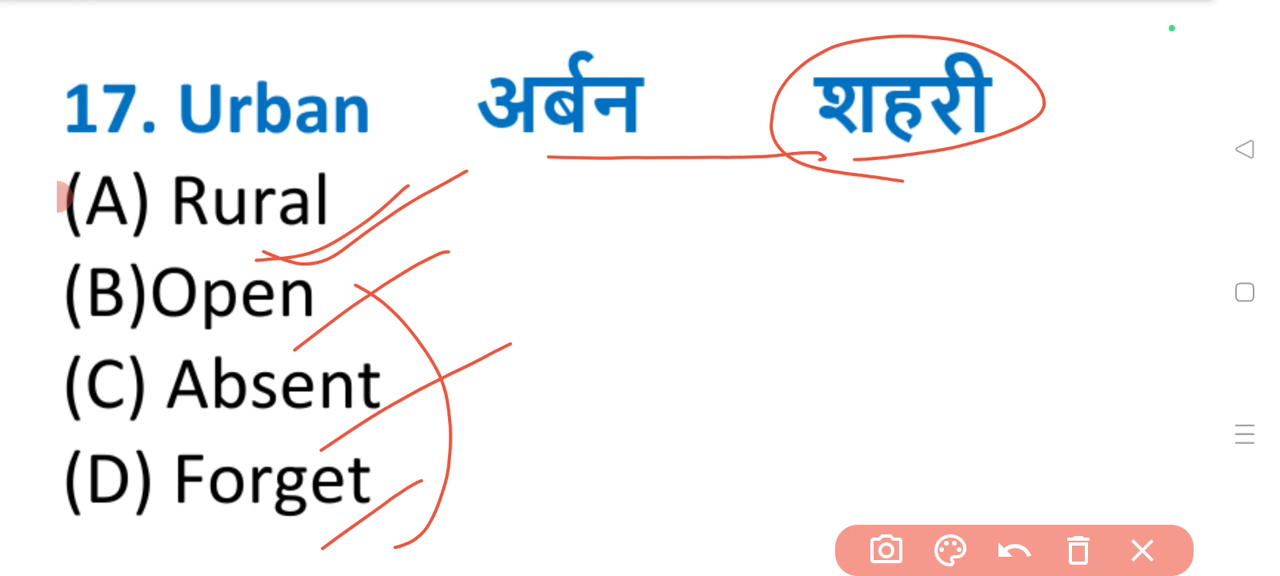 17. Urban अर्बन शहरी
(A) Rural
(B)Open
(C) Absent
(D) Forget